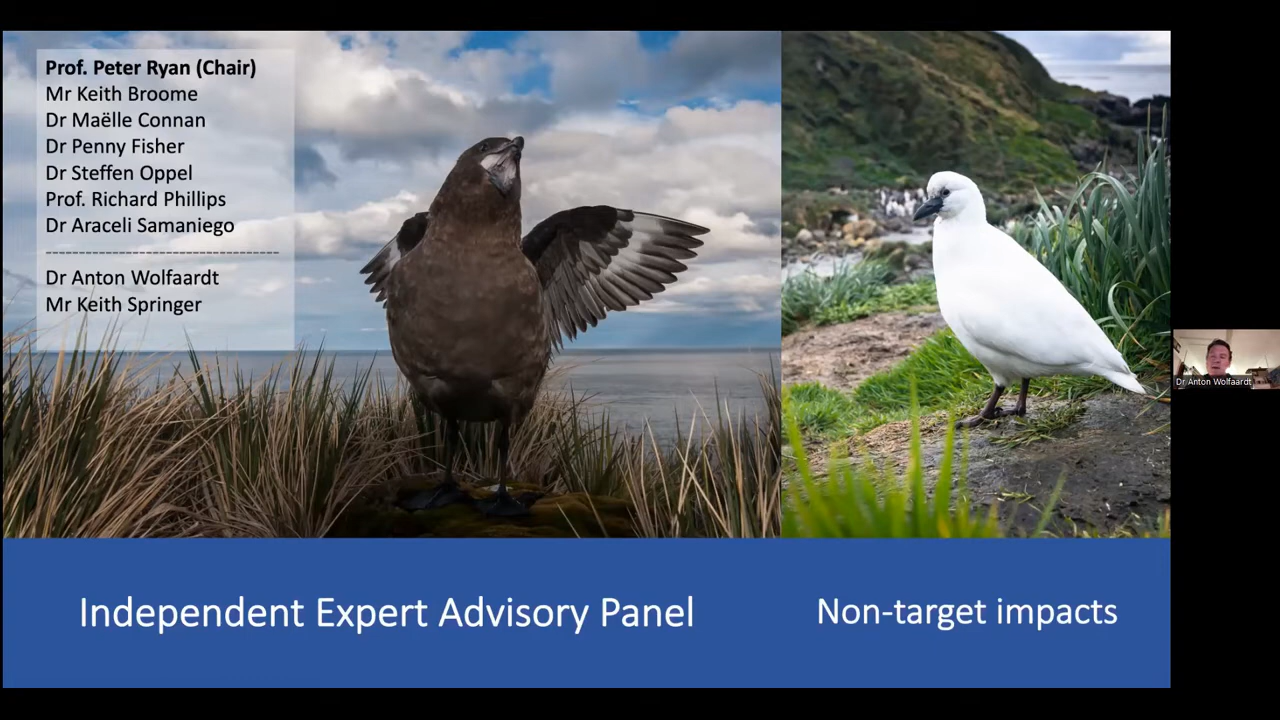 Prof. Peter Ryan (Chair)
Mr Keith Broome
Dr Maëlle Connan
Dr Penny Fisher
Dr Steffen Oppel
Prof. Richard Phillips
Dr Araceli Samaniego
-----------------------------------
Dr Anton Wolfaardt
Mr Keith Springer
Independent Expert Advisory Panel
Non-target impacts
Dr Anton Wolfaardt